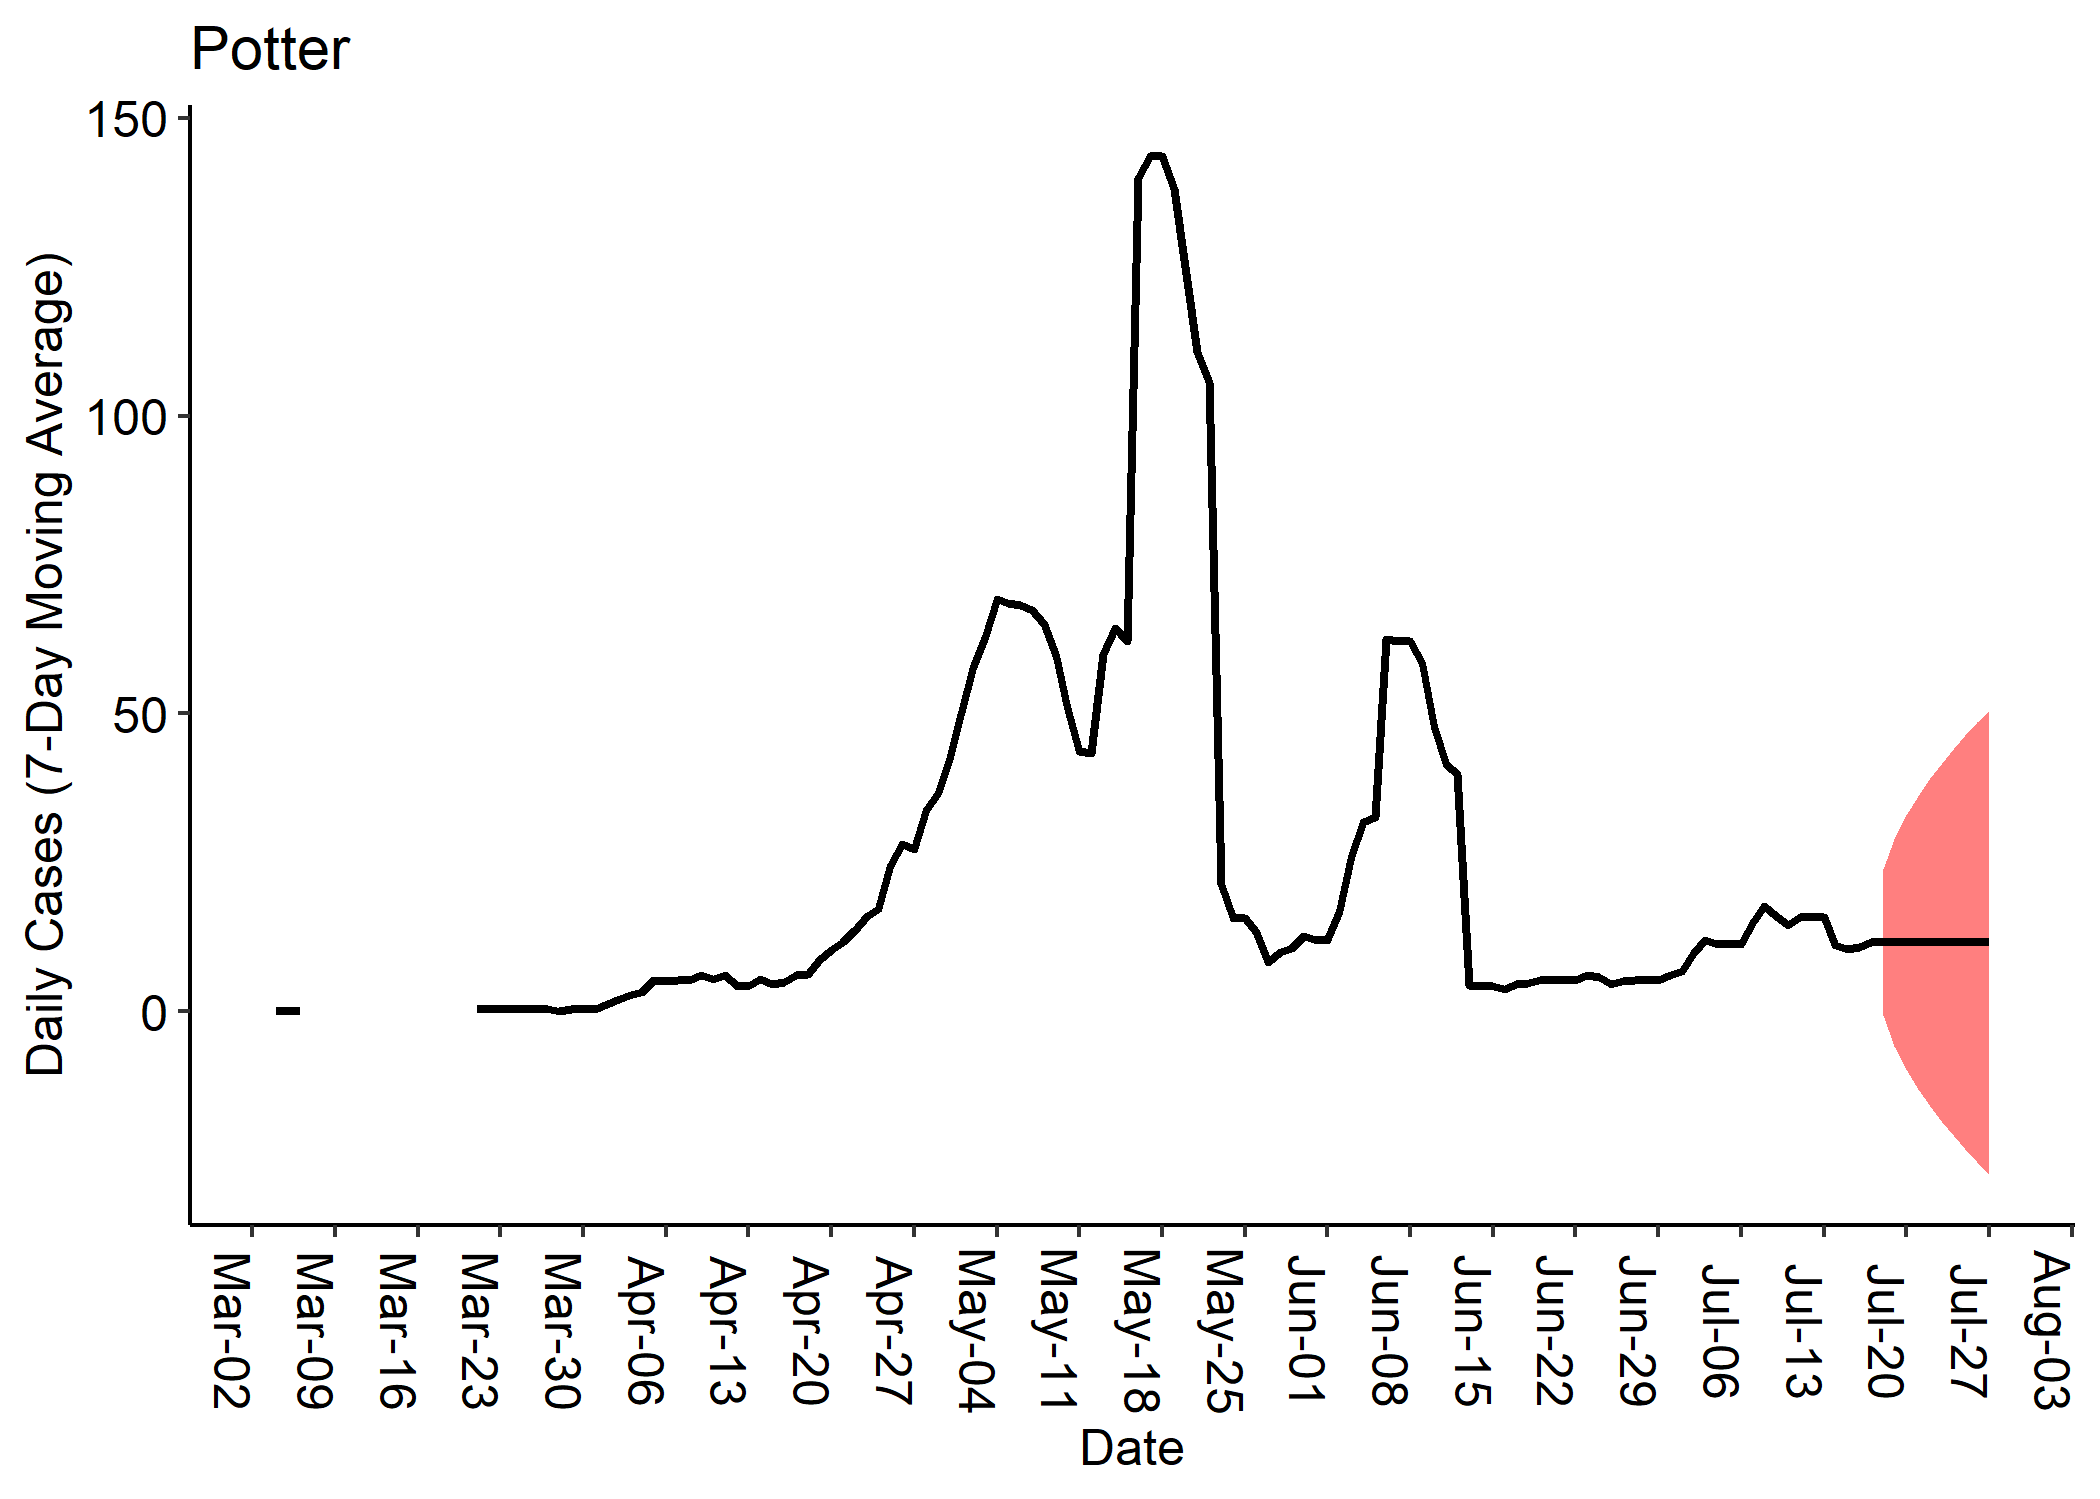 Potter
150
100
50
0
Daily Cases (7-Day Moving Average)
Mar-02
Mar-09
Mar-16
Mar-23
Mar-30
Apr-06
Apr-13
Apr-20
Apr-27
May-04
May-11
May-18
May-25
Jun-01
Jun-08
Jun-15
Jun-22
Jun-29
Jul-06
Jul-13
Jul-20
Jul-27
Aug-03
Date